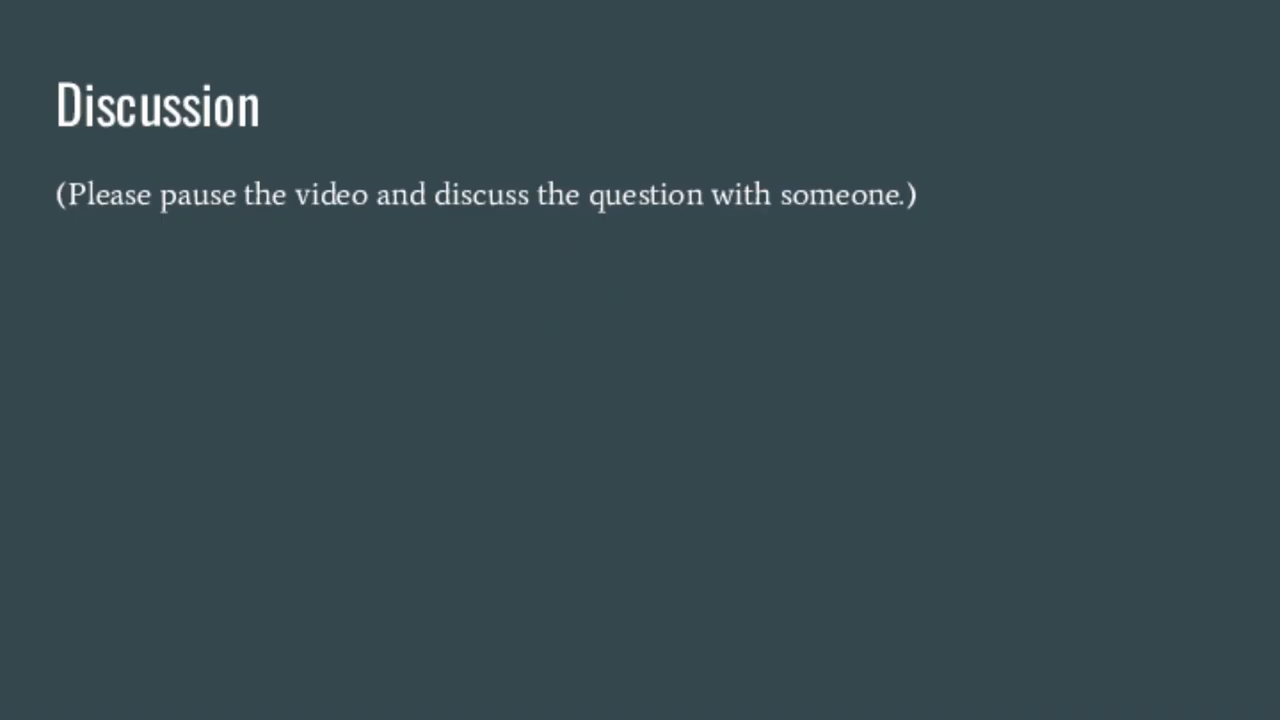 Discussion
(Please pause the video and discuss the question with someone.)